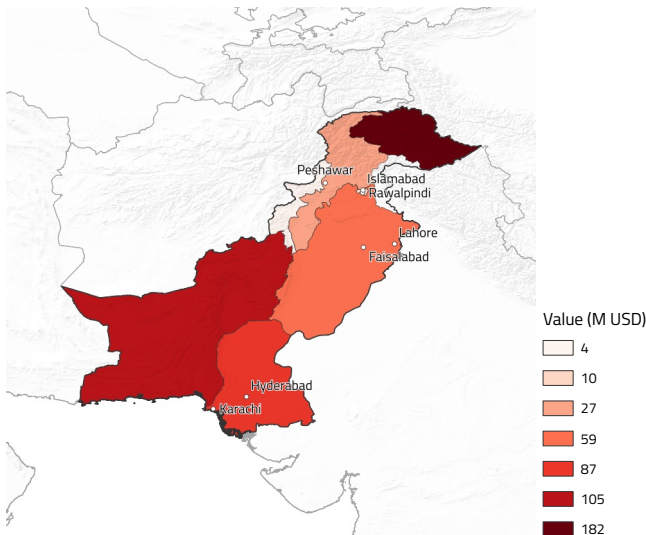 Peshawar
Islamabad
Rawalpindi
Lahore
Faisalabad
Hyderabad
Karachi
Value (M USD)
4
10
27
59
87
105
182